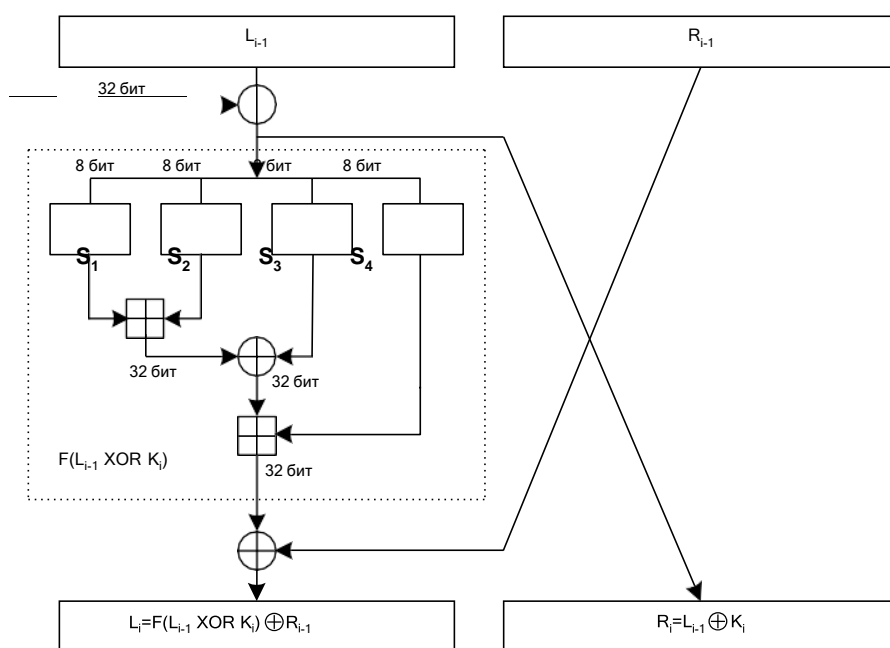 L_{i-1} R_{i-1}
32 бит
8 бит 8 бит 8 бит 8 бит
S_1 S_2 S_3 S_4
32 бит 32 бит
F(L_{i-1} XOR K_i) 32 бит
L_i=F(L_{i-1} XOR K_i)⊕R_{i-1} R_i=L_{i-1}⊕K_i